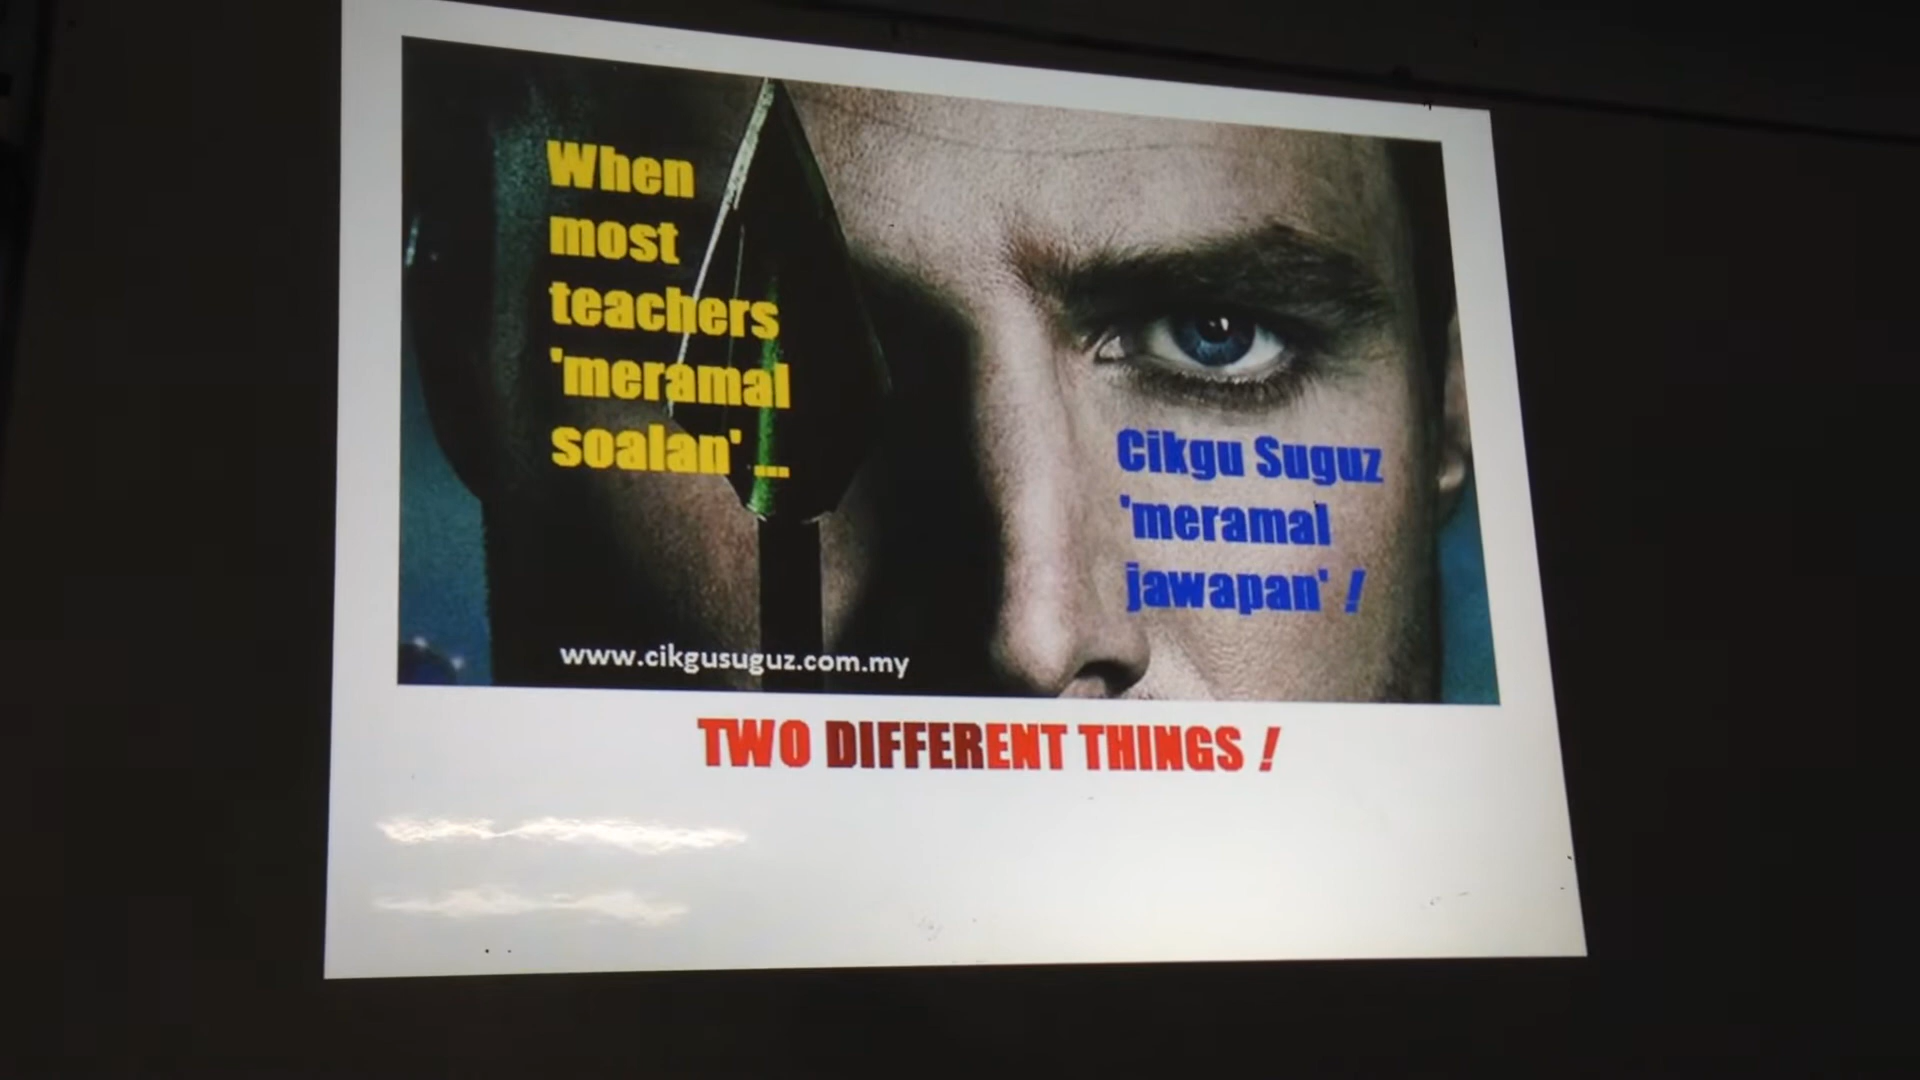 When
most
teachers
'meramal
soalan' ...
Cikgu Suguz
'meramal
jawapan' !
www.cikgusuguz.com.my
TWO DIFFERENT THINGS !